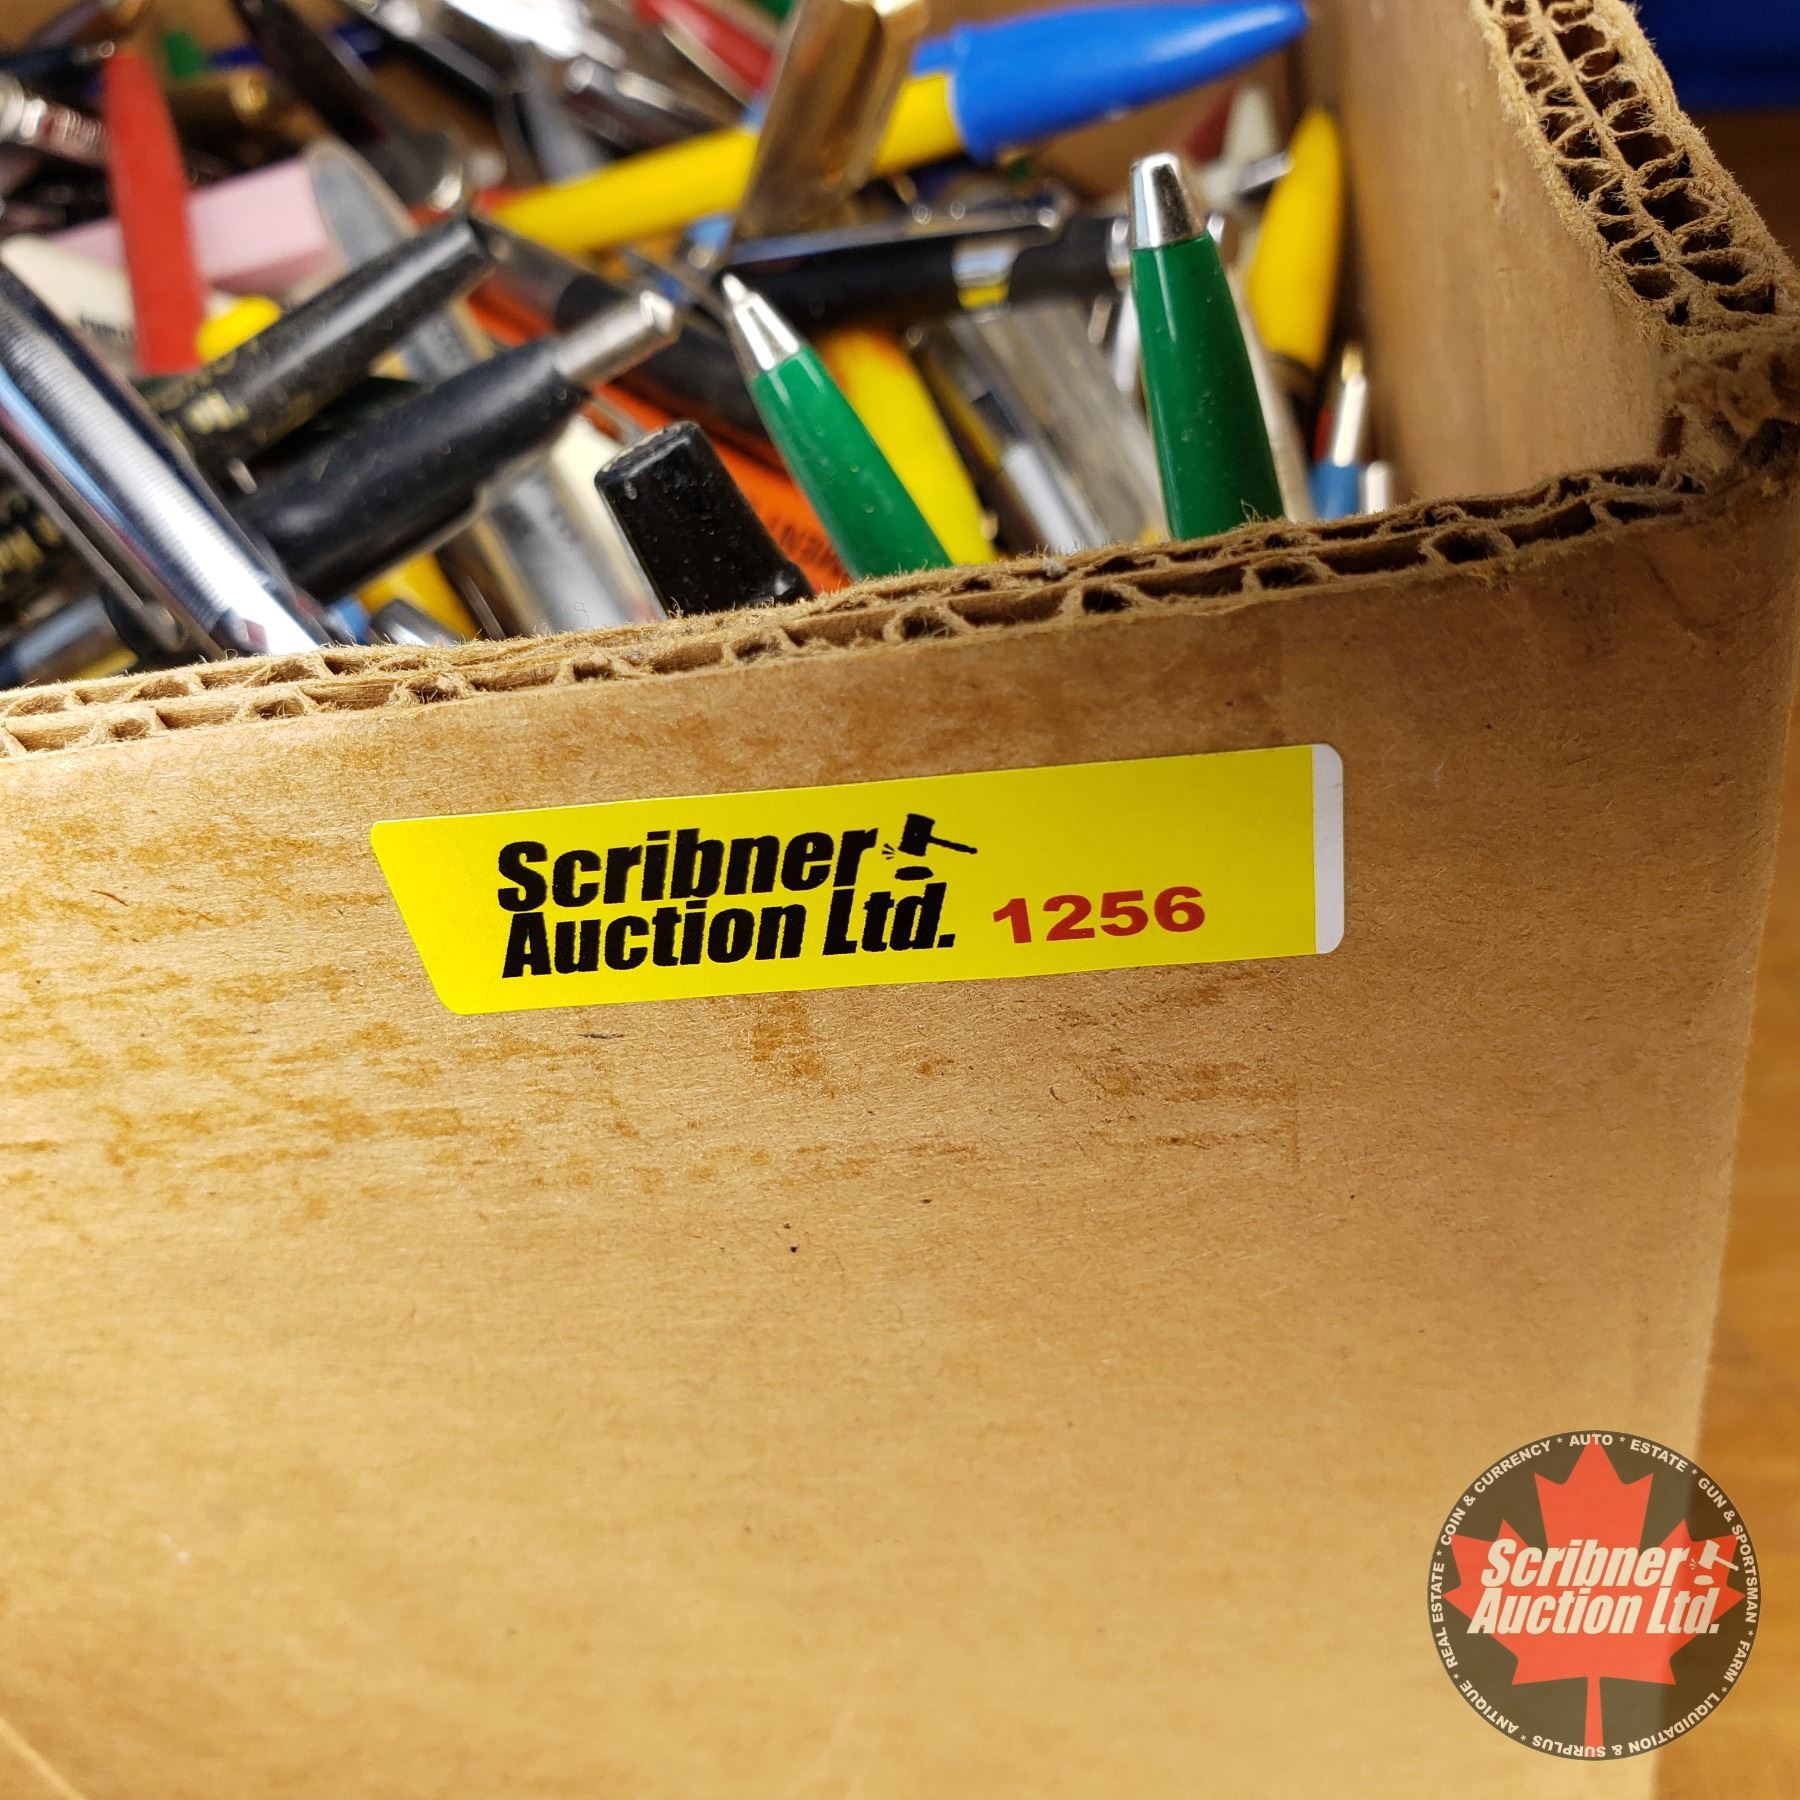 Scribner
Auction Ltd. 1256
COIN & CURRENCY * AUTO * ESTATE * GUN & SPORTSMAN * FARM * LIQUIDATION & SURPLUS * ANTIQUE * REAL ESTATE *
Scribner
Auction Ltd.